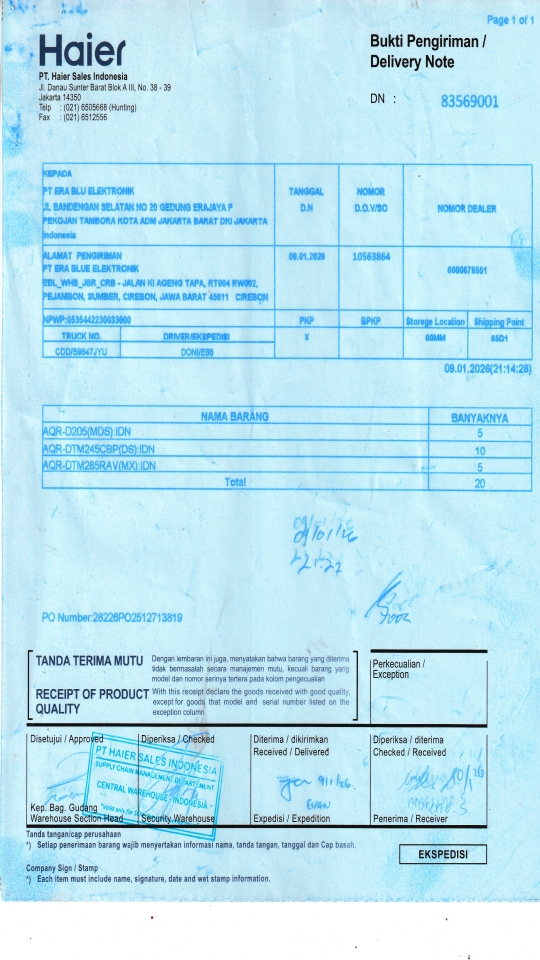 Page 1 of 1
Haier
PT. Haier Sales Indonesia
Jl. Danau Sunter Barat Blok A III, No. 38 - 39
Jakarta 14350
Telp : (021) 6505668 (Hunting)
Fax : (021) 6512556
Bukti Pengiriman /
Delivery Note
DN : 83569001
KEPADA
PT ERA BLU ELEKTRONIK
JL BANDENGAN SELATAN NO 20 GEDUNG ERAJAYA P
PEKOJAN TAMBORA KOTA ADM JAKARTA BARAT DKI JAKARTA
Indonesia
TANGGAL
D.N
NOMOR
D.O.V/SO
NOMOR DEALER
ALAMAT PENGIRIMAN
PT ERA BLUE ELEKTRONIK
EBL_WHB_JBR_CRB - JALAN KI AGENG TAPA, RT004 RW002,
PEJAMBON, SUMBER, CIREBON, JAWA BARAT 45611 CIREBON
09.01.2026
10563864
NPWP:0535442230033000
PKP
BPKP
Storage Location
Shipping Point
TRUCK NO.
DRIVER/EKSPEDISI
X
00MM
65D1
CDD/B9547JYU
09.01.2026(21:14:28)
NAMA BARANG
BANYAKNYA
AQR-D205(MDS):IDN 5
AQR-DTM245CBP(DS):IDN 10
AQR-DTM285RAV(MX):IDN 5
Total 20
09/01/26
PO Number:28226PO2512713819
TANDA TERIMA MUTU
Dengan lembaran ini juga, menyatakan bahwa barang yang diterima
tidak bermasalah secara manajemen mutu, kecuali barang yang
model dan nomor serinya tertera pada kolom pengecualian
RECEIPT OF PRODUCT
QUALITY
With this receipt declare the goods received with good quality,
except for goods that model and serial number listed on the
exception column
Perkecualian /
Exception
Disetujui / Approved
Diperiksa / Checked
Diterima / dikirimkan
Received / Delivered
Diperiksa / diterima
Checked / Received
PT HAIER SALES INDONESIA
SUPPLY CHAIN MANAGEMENT DEPARTEMENT
CENTRAL WAREHOUSE - INDONESIA
9/1/26.
EVAN
Kep. Bag. Gudang
Warehouse Section Head
Security Warehouse
Expedisi / Expedition
Penerima / Receiver
Tanda tangan/cap perusahaan
*) Setiap penerimaan barang wajib menyertakan informasi nama, tanda tangan, tanggal dan Cap basah.
EKSPEDISI
Company Sign / Stamp
*) Each item must include name, signature, date and wet stamp information.